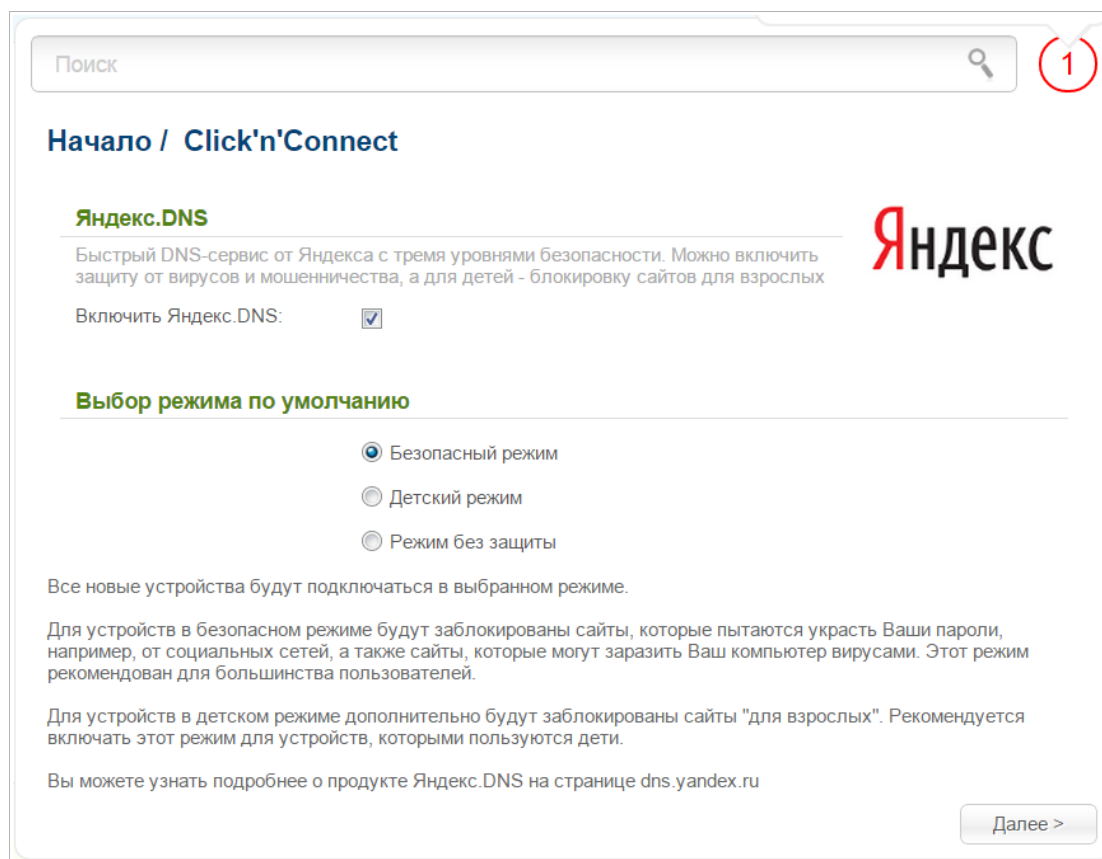 Поиск
1
Начало / Click'n'Connect
Яндекс.DNS
Яндекс
Быстрый DNS-сервис от Яндекса с тремя уровнями безопасности. Можно включить
защиту от вирусов и мошенничества, а для детей - блокировку сайтов для взрослых
Включить Яндекс.DNS:
Выбор режима по умолчанию
Безопасный режим
Детский режим
Режим без защиты
Все новые устройства будут подключаться в выбранном режиме.
Для устройств в безопасном режиме будут заблокированы сайты, которые пытаются украсть Ваши пароли,
например, от социальных сетей, а также сайты, которые могут заразить Ваш компьютер вирусами. Этот режим
рекомендован для большинства пользователей.
Для устройств в детском режиме дополнительно будут заблокированы сайты "для взрослых". Рекомендуется
включать этот режим для устройств, которыми пользуются дети.
Вы можете узнать подробнее о продукте Яндекс.DNS на странице dns.yandex.ru
Далее >